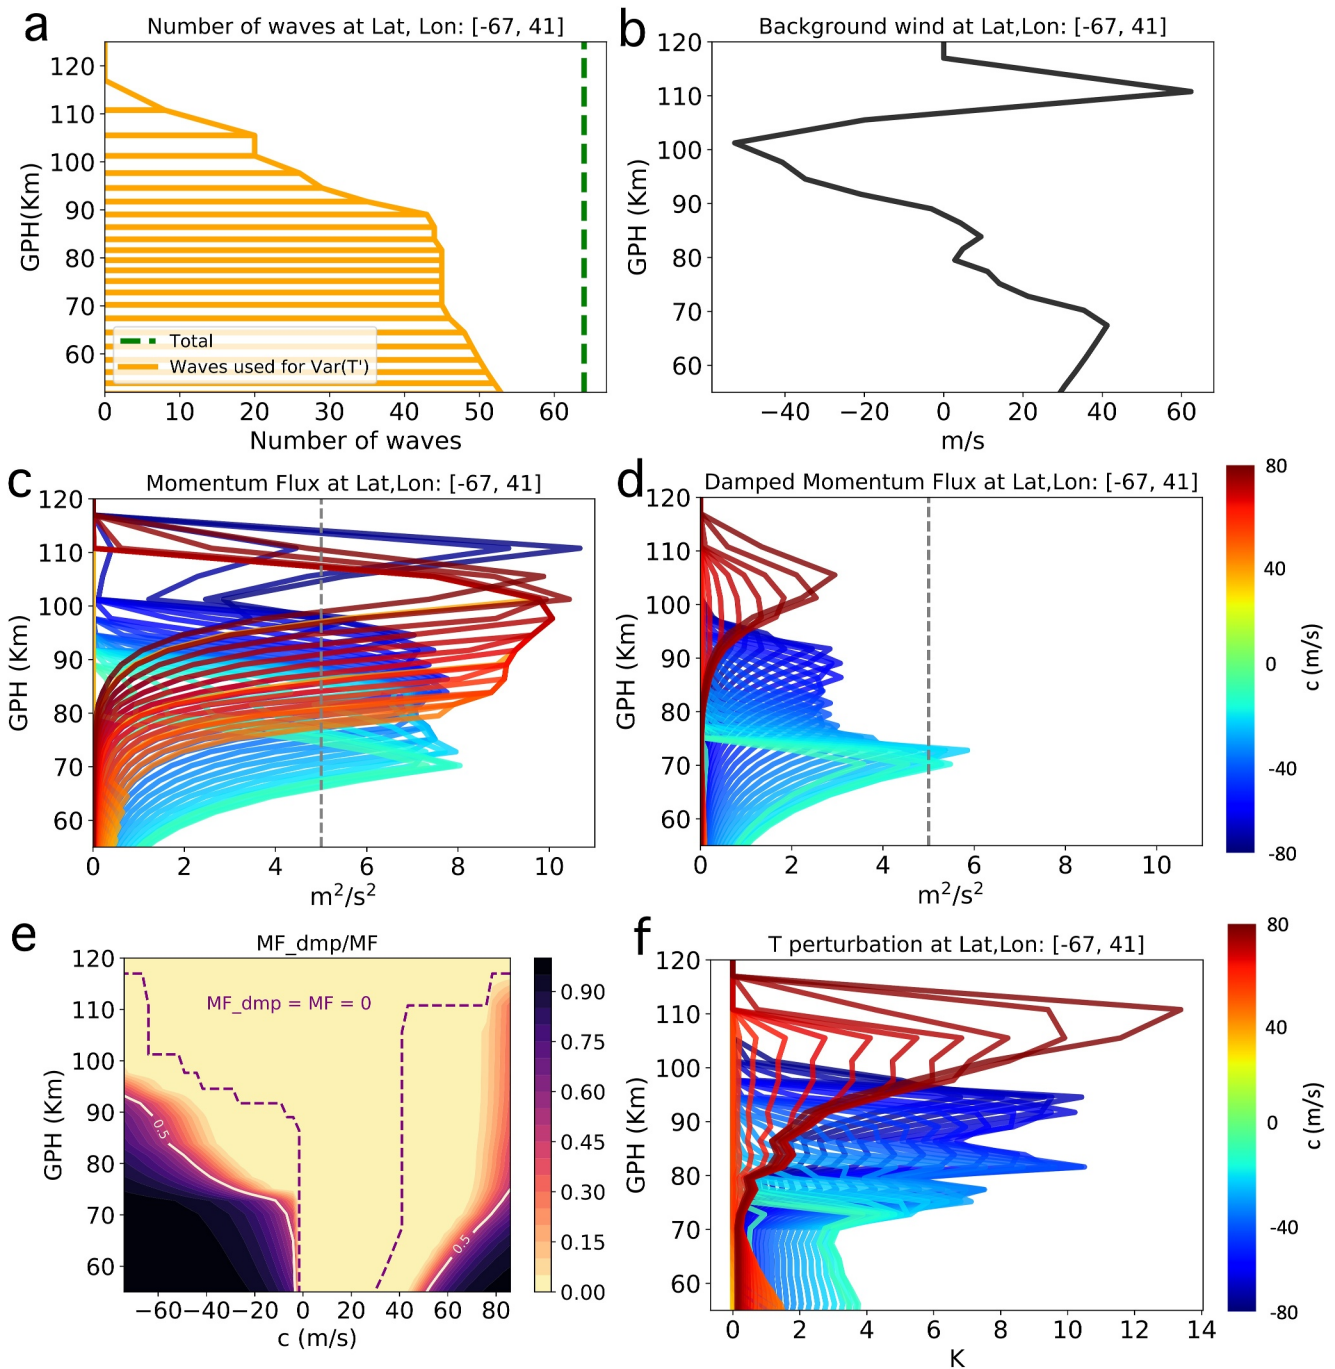 a
Number of waves at Lat, Lon: [-67, 41]
120
110
100
90
80
70
60
GPH(Km)
Total
Waves used for Var(T')
0 10 20 30 40 50 60
Number of waves
b
Background wind at Lat,Lon: [-67, 41]
120
110
100
90
80
70
60
GPH (Km)
−40 −20 0 20 40 60
m/s
c
Momentum Flux at Lat,Lon: [-67, 41]
120
110
100
90
80
70
60
GPH (Km)
0 2 4 6 8 10
m²/s²
d
Damped Momentum Flux at Lat,Lon: [-67, 41]
120
110
100
90
80
70
60
GPH (Km)
0 2 4 6 8 10
m²/s²
80
40
0
-40
-80
c (m/s)
e
MF_dmp/MF
120
110
100
90
80
70
60
GPH (Km)
MF_dmp = MF = 0
0.5
0.5
−60 −40 −20 0 20 40 60 80
c (m/s)
0.90
0.75
0.60
0.45
0.30
0.15
0.00
f
T perturbation at Lat,Lon: [-67, 41]
120
110
100
90
80
70
60
GPH (Km)
0 2 4 6 8 10 12 14
K
80
40
0
-40
-80
c (m/s)